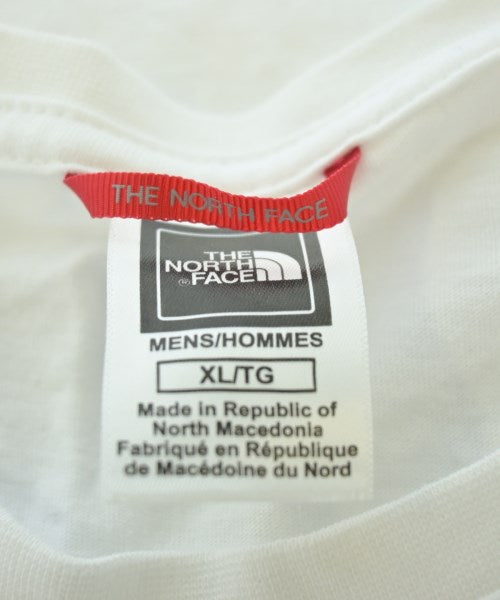 THE NORTH FACE
THE
NORTH
®FACE
MENS/HOMMES
XL/TG
Made in Republic of
North Macedonia
Fabriqué en République
de Macédoine du Nord